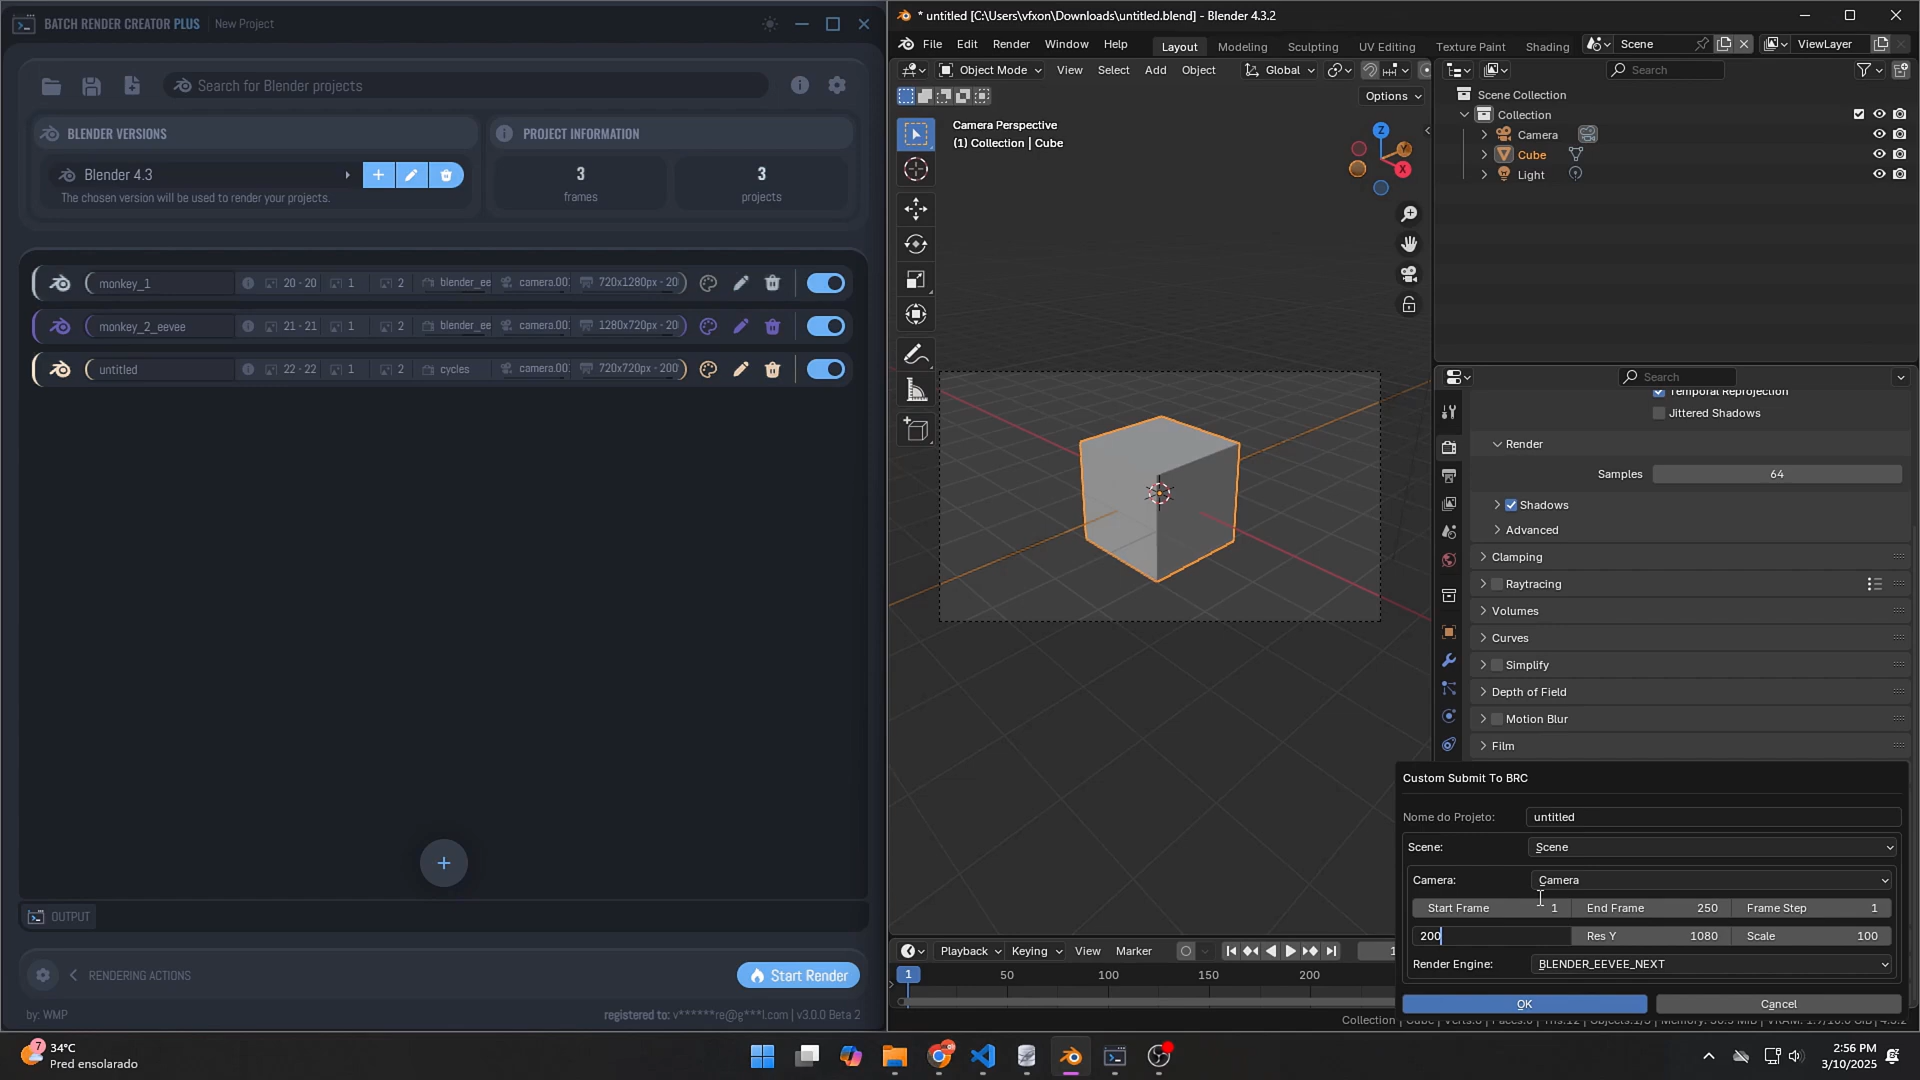 BATCH RENDER CREATOR PLUS | New Project
Search for Blender projects
BLENDER VERSIONS
PROJECT INFORMATION
Blender 4.3
The chosen version will be used to render your projects.
3
frames
3
projects
monkey_1 20 - 20 1 2 blender_ee camera.00 720x1280px - 20
monkey_2_eevee 21 - 21 1 2 blender_ee camera.00 1280x720px - 20
untitled 22 - 22 1 2 cycles camera.00 720x720px - 200
+
OUTPUT
RENDERING ACTIONS
Start Render
by: WMP
registered to: v******re@g***l.com | v3.0.0 Beta 2
* untitled [C:\Users\vfxon\Downloads\untitled.blend] - Blender 4.3.2
File Edit Render Window Help
Layout Modeling Sculpting UV Editing Texture Paint Shading
Scene
ViewLayer
Object Mode View Select Add Object Global
Options
Camera Perspective
(1) Collection | Cube
Z
Y
X
Search
Scene Collection
Collection
Camera
Cube
Light
Search
Temporal Reprojection
Jittered Shadows
Render
Samples 64
Shadows
Advanced
Clamping
Raytracing
Volumes
Curves
Simplify
Depth of Field
Motion Blur
Film
Custom Submit To BRC
Nome do Projeto: untitled
Scene: Scene
Camera: Camera
Start Frame 1 End Frame 250 Frame Step 1
200 Res Y 1080 Scale 100
Render Engine: BLENDER_EEVEE_NEXT
OK Cancel
Playback Keying View Marker 1
1 50 100 150 200
34°C
Pred ensolarado
7
2:56 PM
3/10/2025